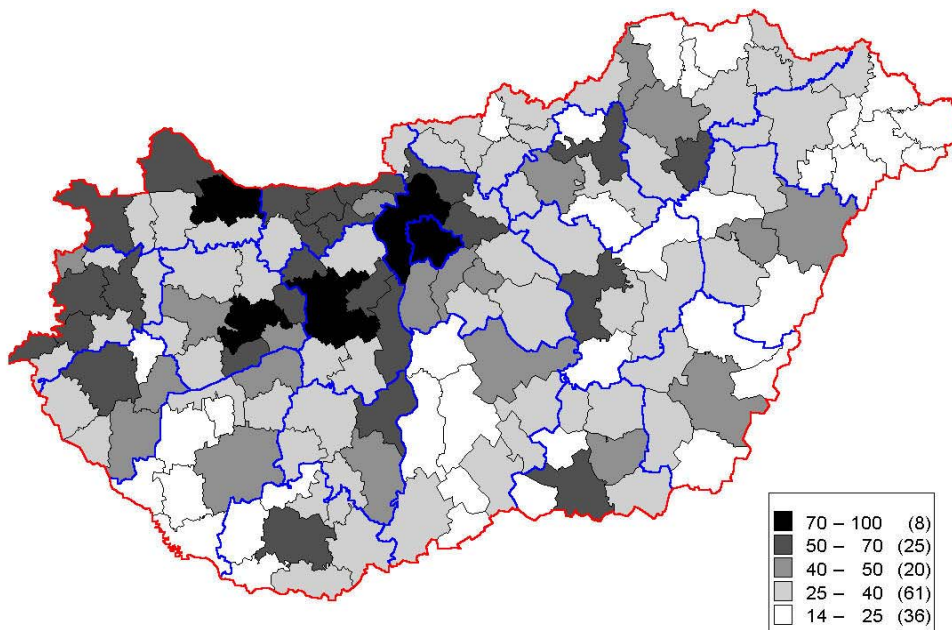 70 – 100 (8)
50 – 70 (25)
40 – 50 (20)
25 – 40 (61)
14 – 25 (36)